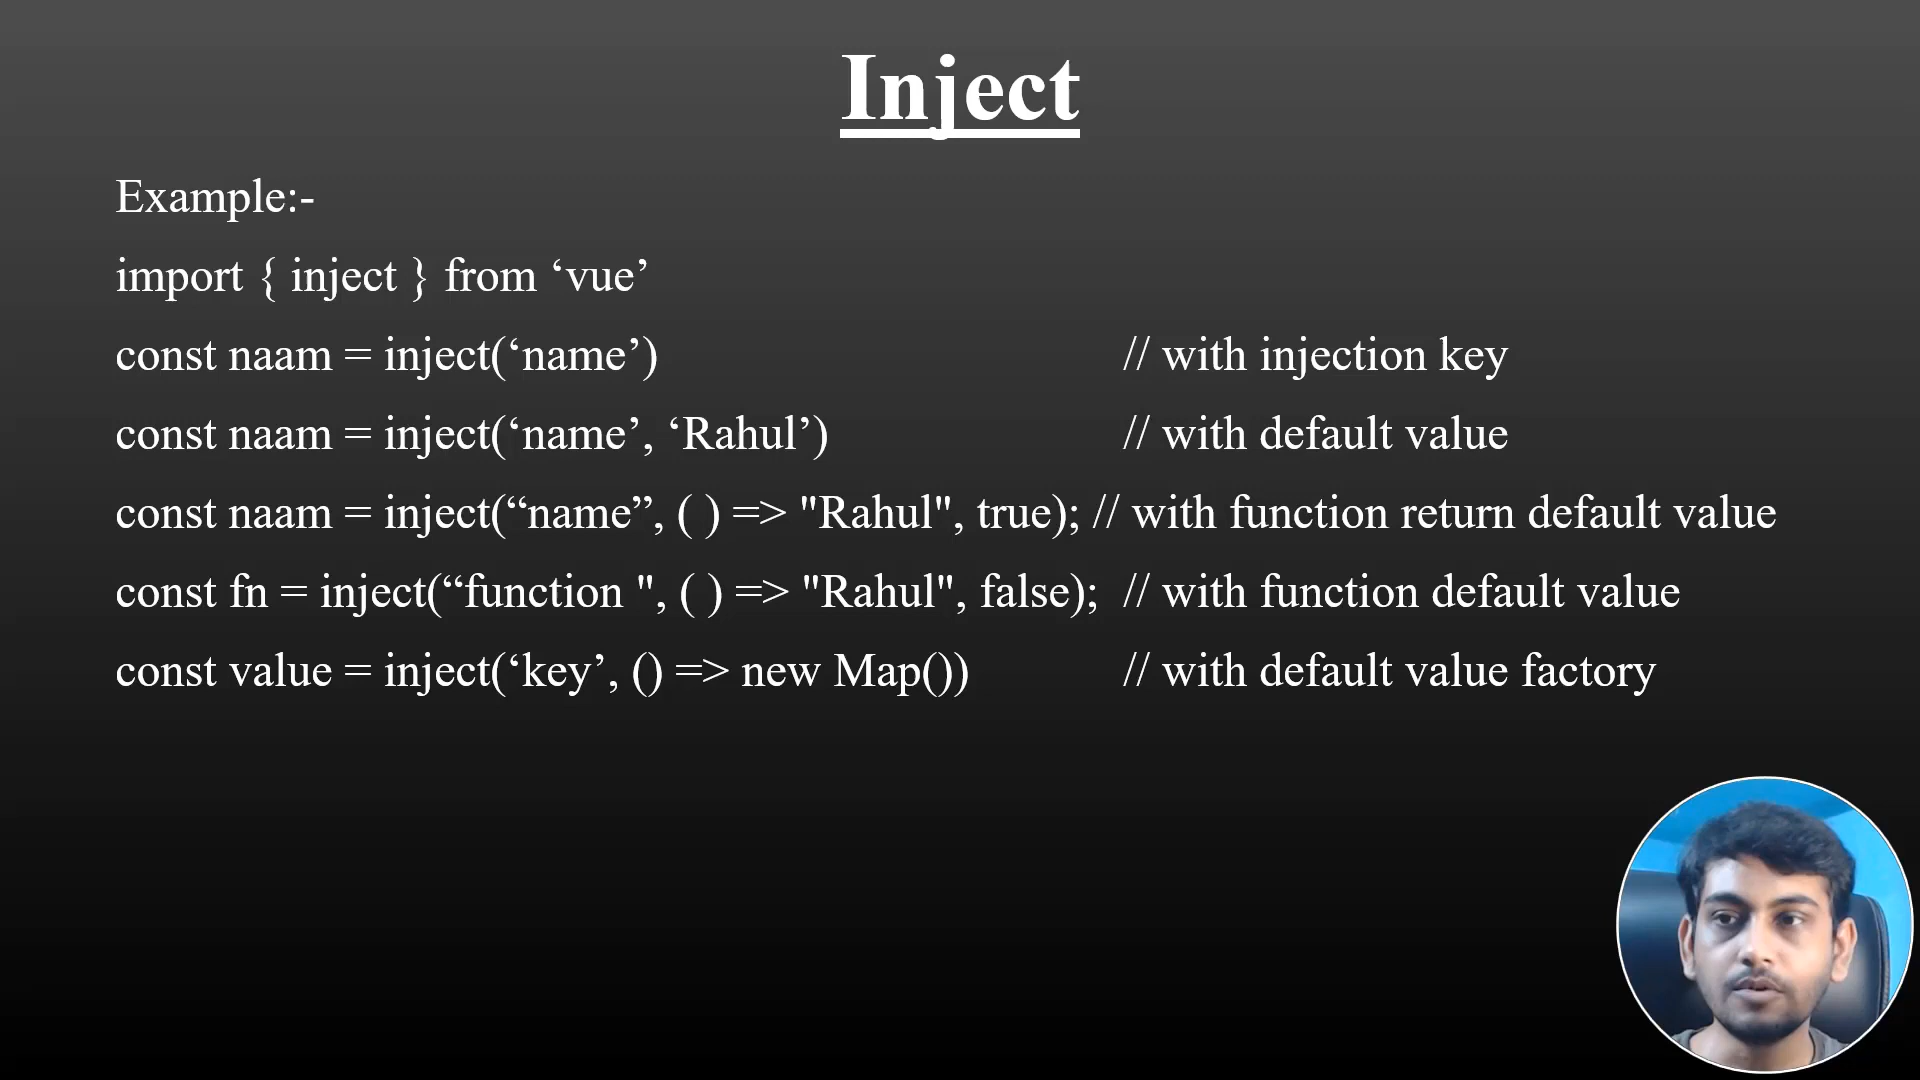 Inject
Example:-
import { inject } from ‘vue’
const naam = inject(‘name’) // with injection key
const naam = inject(‘name’, ‘Rahul’) // with default value
const naam = inject(“name”, ( ) => "Rahul", true); // with function return default value
const fn = inject(“function ", ( ) => "Rahul", false); // with function default value
const value = inject(‘key’, () => new Map()) // with default value factory